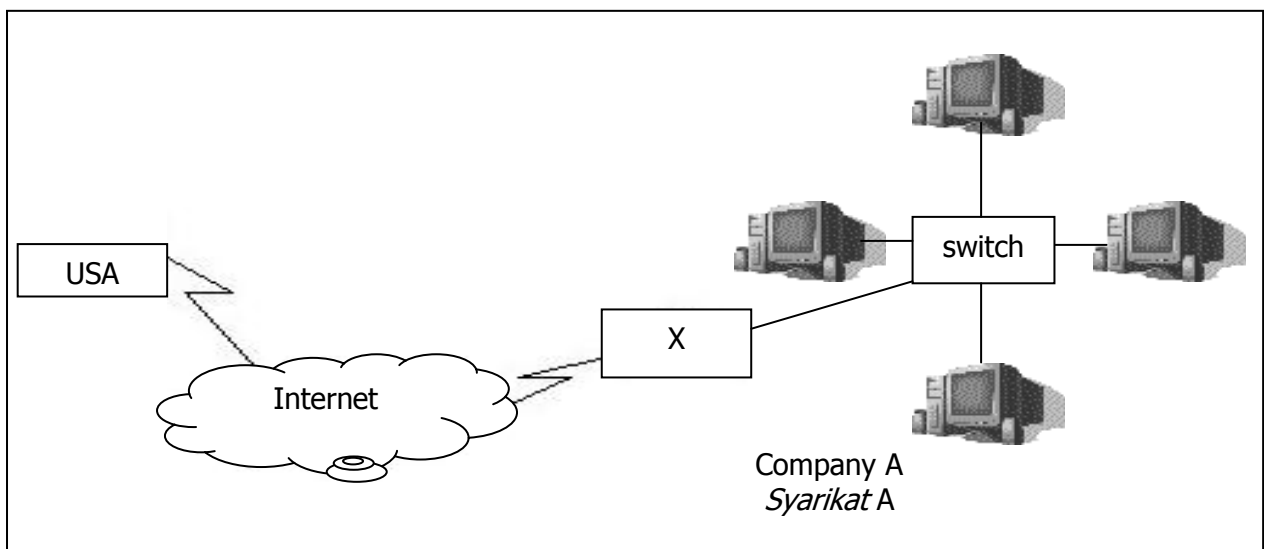 switch
USA
X
Internet
Company A
Syarikat A